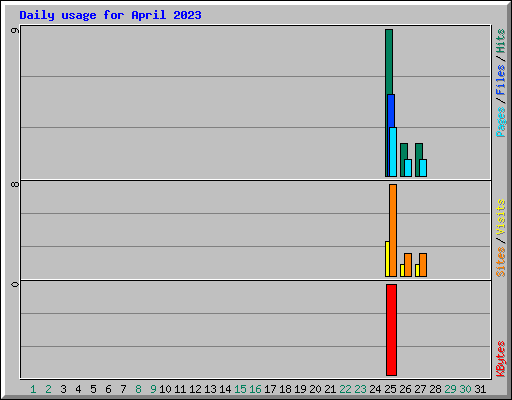 Daily usage for April 2023
9
8
0
Pages / Files / Hits
Sites / Visits
KBytes
1 2 3 4 5 6 7 8 9 10 11 12 13 14 15 16 17 18 19 20 21 22 23 24 25 26 27 28 29 30 31